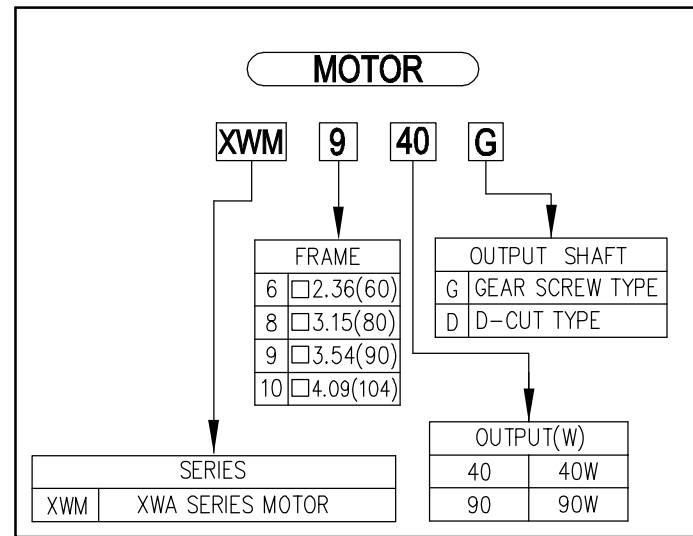 MOTOR
XWM 9 40 G
FRAME
6 □2.36(60)
8 □3.15(80)
9 □3.54(90)
10 □4.09(104)
OUTPUT SHAFT
G GEAR SCREW TYPE
D D-CUT TYPE
SERIES
XWM XWA SERIES MOTOR
OUTPUT(W)
40 40W
90 90W